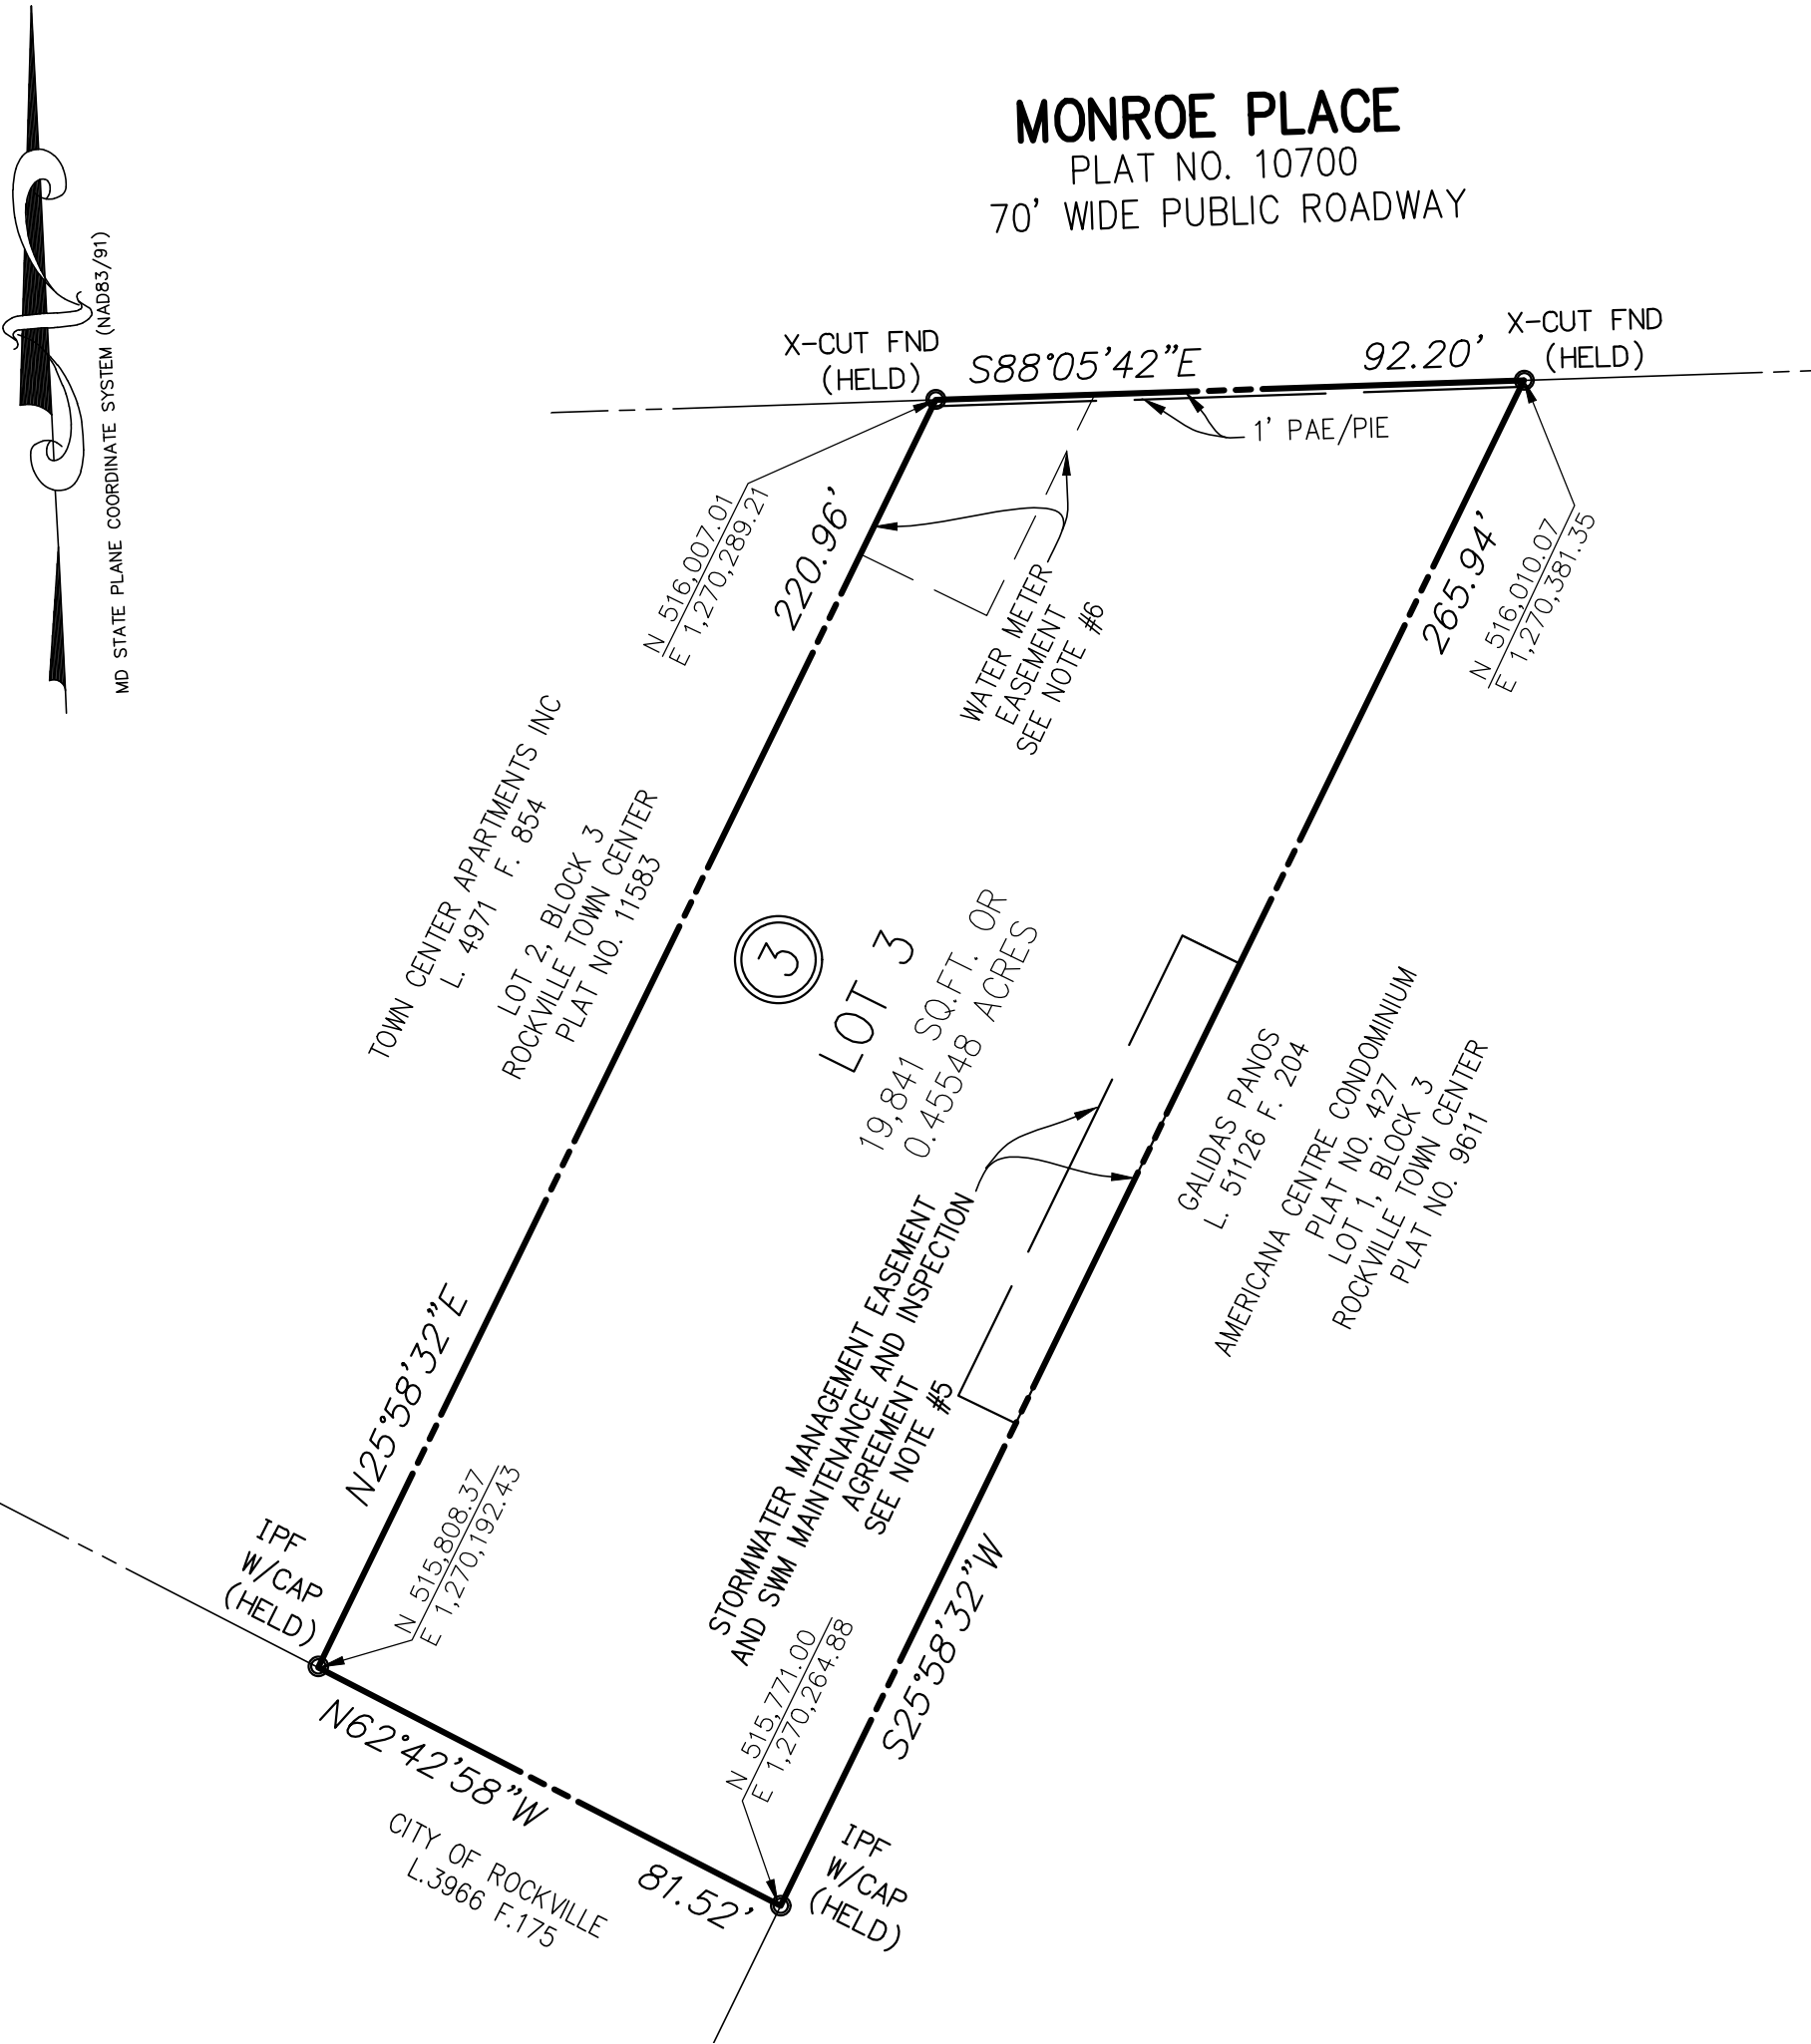 MONROE PLACE
PLAT NO. 10700
70' WIDE PUBLIC ROADWAY
MD STATE PLANE COORDINATE SYSTEM (NAD83/91)
X-CUT FND
(HELD)
S88°05'42"E
92.20'
X-CUT FND
(HELD)
1' PAE/PIE
N 516,007.01
E 1,270,289.21
220.96'
WATER METER
EASEMENT
SEE NOTE #6
265.94'
N 516,010.07
E 1,270,381.35
TOWN CENTER APARTMENTS INC
L. 4971 F. 854
LOT 2, BLOCK 3
ROCKVILLE TOWN CENTER
PLAT NO. 11583
3
LOT 3
19,841 SQ.FT. OR
0.45548 ACRES
GALIDAS PANOS
L. 51126 F. 204
AMERICANA CENTRE CONDOMINIUM
PLAT NO. 427
LOT 1, BLOCK 3
ROCKVILLE TOWN CENTER
PLAT NO. 9611
STORMWATER MANAGEMENT EASEMENT
AND SWM MAINTENANCE AND INSPECTION
AGREEMENT
SEE NOTE #5
N25°58'32"E
IPF
W/CAP
(HELD)
N 515,808.37
E 1,270,192.43
S25°58'32"W
N 515,771.00
E 1,270,264.88
N62°42'58"W
81.52'
CITY OF ROCKVILLE
L.3966 F.175
IPF
W/CAP
(HELD)